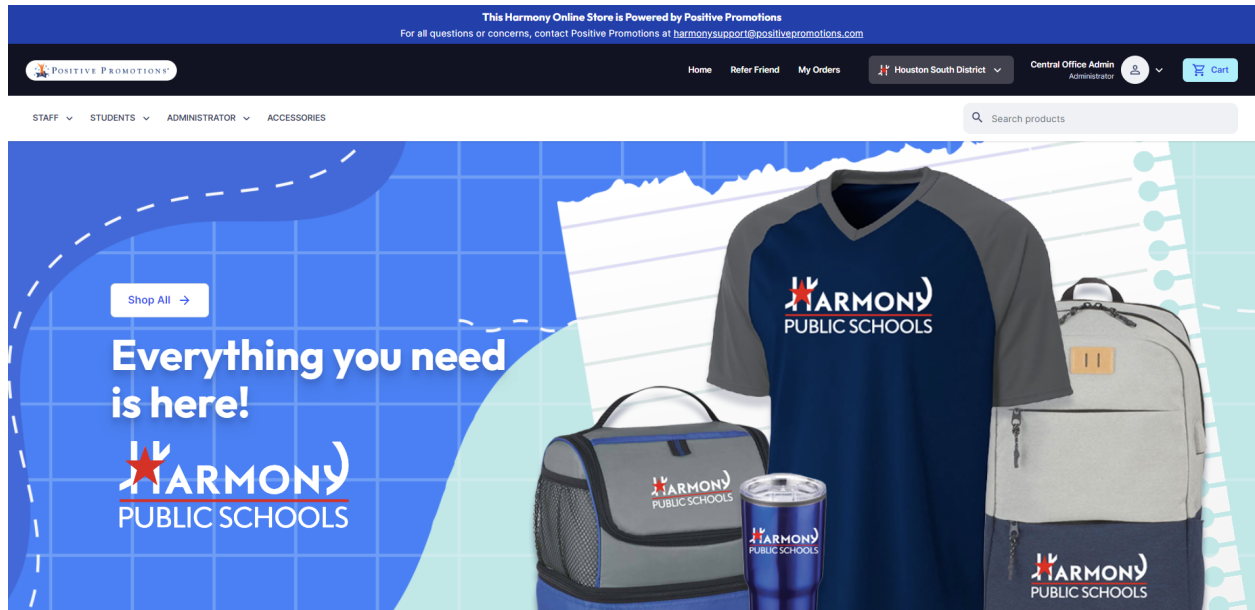 This Harmony Online Store is Powered by Positive Promotions
For all questions or concerns, contact Positive Promotions at harmonysupport@positivepromotions.com
POSITIVE PROMOTIONS®
Home Refer Friend My Orders Houston South District Central Office Admin Cart
Administrator
STAFF STUDENTS ADMINISTRATOR ACCESSORIES Search products
Shop All →
Everything you need
is here!
HARMONY
PUBLIC SCHOOLS
HARMONY
PUBLIC SCHOOLS
HARMONY
PUBLIC SCHOOLS
HARMONY
PUBLIC SCHOOLS
HARMONY
PUBLIC SCHOOLS